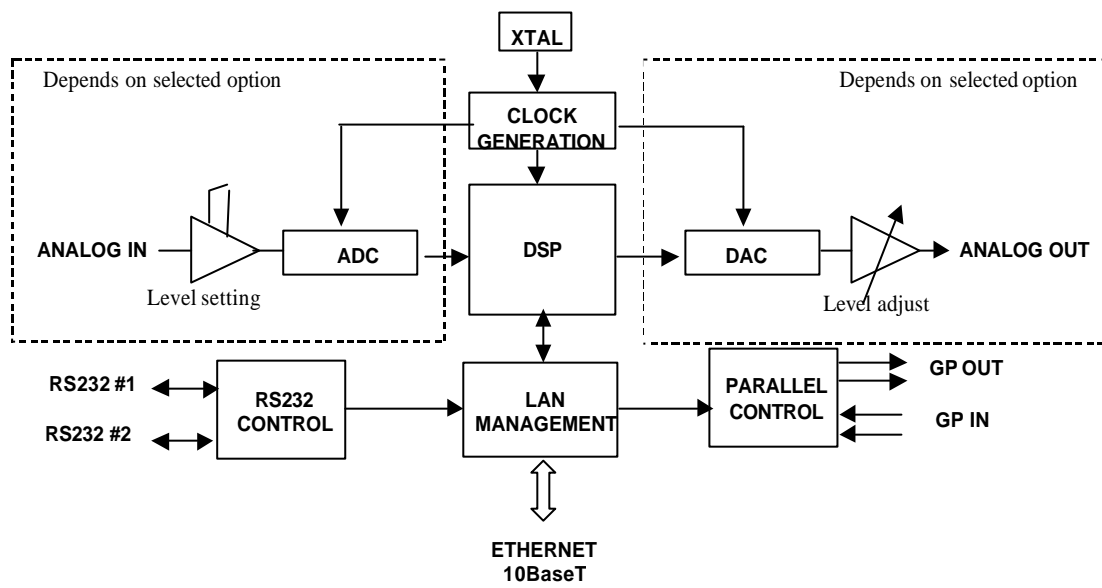 XTAL
Depends on selected option
Depends on selected option
CLOCK
GENERATION
ANALOG IN
ADC
DSP
DAC
ANALOG OUT
Level setting
Level adjust
RS232 #1
RS232 #2
RS232
CONTROL
LAN
MANAGEMENT
PARALLEL
CONTROL
GP OUT
GP IN
ETHERNET
10BaseT